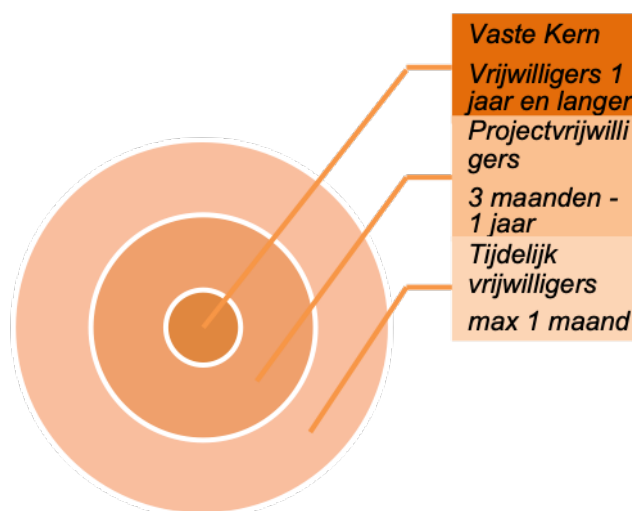 Vaste Kern
Vrijwilligers 1
jaar en langer
Projectvrijwilli
gers
3 maanden -
1 jaar
Tijdelijk
vrijwilligers
max 1 maand